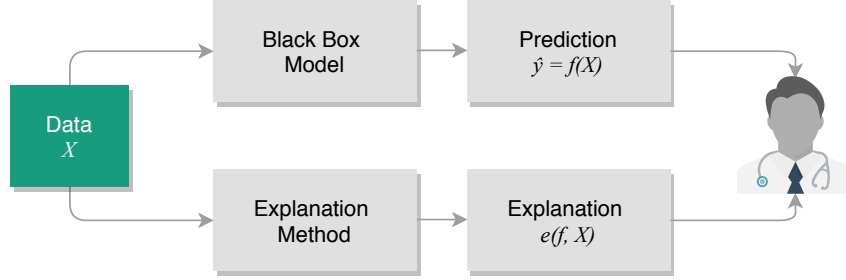 Black Box
Model
Prediction
ŷ = f(X)
Data
X
Explanation
Method
Explanation
e(f, X)